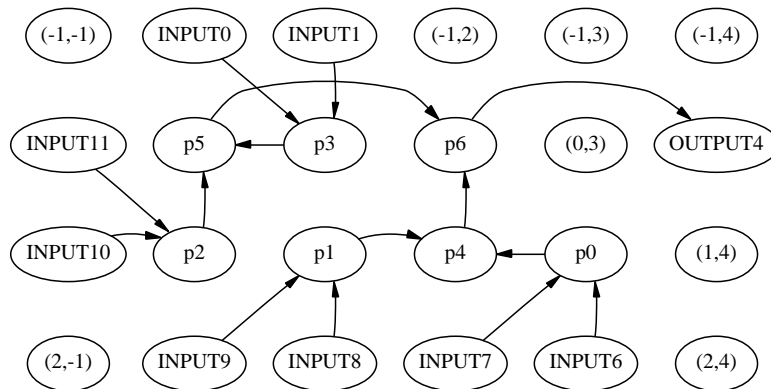 (-1,-1) INPUT0 INPUT1 (-1,2) (-1,3) (-1,4)
INPUT11 p5 p3 p6 (0,3) OUTPUT4
INPUT10 p2 p1 p4 p0 (1,4)
(2,-1) INPUT9 INPUT8 INPUT7 INPUT6 (2,4)